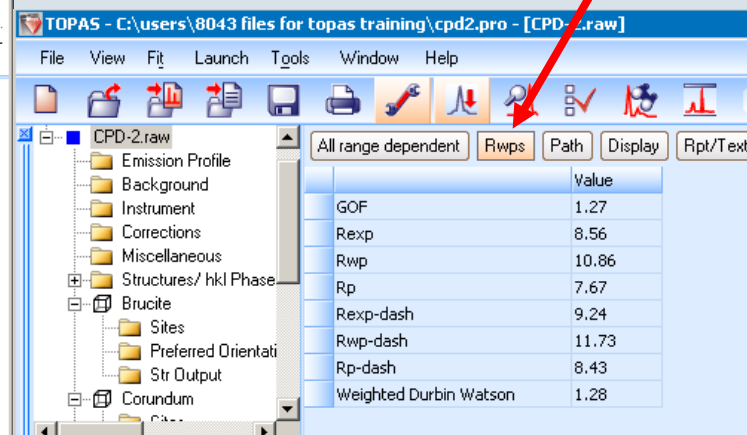 TOPAS - C:\users\8043 files for topas training\cpd2.pro - [CPD-2.raw]
File View Fit Launch Tools Window Help
CPD-2.raw
Emission Profile
Background
Instrument
Corrections
Miscellaneous
Structures/ hkl Phase
Brucite
Sites
Preferred Orientati
Str Output
Corundum
All range dependent Rwps Path Display Rpt/Text
Value
GOF 1.27
Rexp 8.56
Rwp 10.86
Rp 7.67
Rexp-dash 9.24
Rwp-dash 11.73
Rp-dash 8.43
Weighted Durbin Watson 1.28